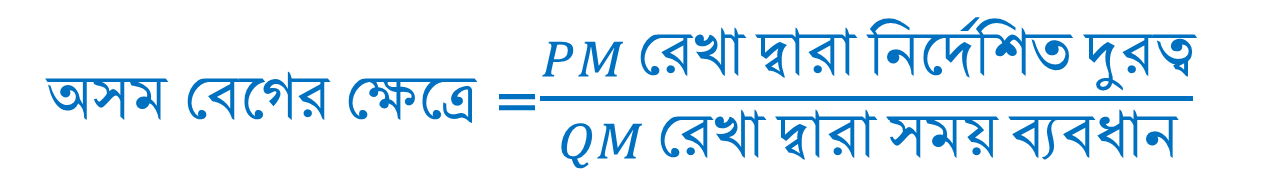 অসম বেগের ক্ষেত্রে =
PM রেখা দ্বারা নির্দেশিত দুরত্ব
QM রেখা দ্বারা সময় ব্যবধান